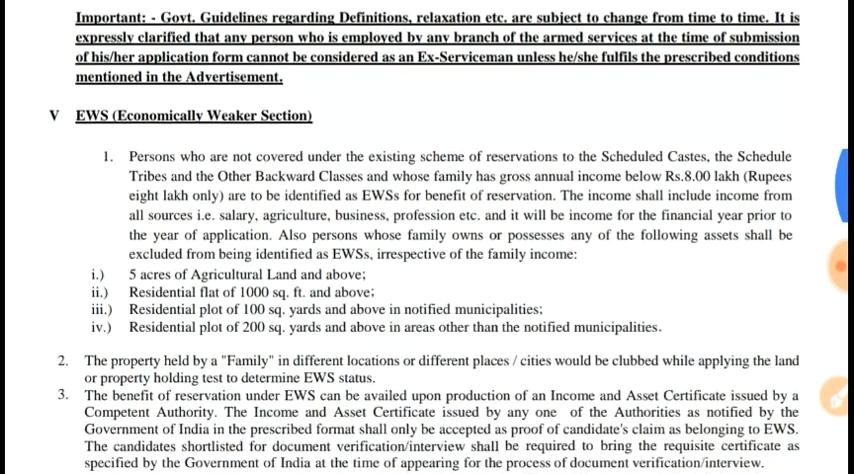 Important: - Govt. Guidelines regarding Definitions, relaxation etc. are subject to change from time to time. It is
expressly clarified that any person who is employed by any branch of the armed services at the time of submission
of his/her application form cannot be considered as an Ex-Serviceman unless he/she fulfils the prescribed conditions
mentioned in the Advertisement.
V EWS (Economically Weaker Section)
1. Persons who are not covered under the existing scheme of reservations to the Scheduled Castes, the Schedule
Tribes and the Other Backward Classes and whose family has gross annual income below Rs.8.00 lakh (Rupees
eight lakh only) are to be identified as EWSs for benefit of reservation. The income shall include income from
all sources i.e. salary, agriculture, business, profession etc. and it will be income for the financial year prior to
the year of application. Also persons whose family owns or possesses any of the following assets shall be
excluded from being identified as EWSs, irrespective of the family income:
i.) 5 acres of Agricultural Land and above;
ii.) Residential flat of 1000 sq. ft. and above;
iii.) Residential plot of 100 sq. yards and above in notified municipalities;
iv.) Residential plot of 200 sq. yards and above in areas other than the notified municipalities.
2. The property held by a "Family" in different locations or different places / cities would be clubbed while applying the land
or property holding test to determine EWS status.
3. The benefit of reservation under EWS can be availed upon production of an Income and Asset Certificate issued by a
Competent Authority. The Income and Asset Certificate issued by any one of the Authorities as notified by the
Government of India in the prescribed format shall only be accepted as proof of candidate's claim as belonging to EWS.
The candidates shortlisted for document verification/interview shall be required to bring the requisite certificate as
specified by the Government of India at the time of appearing for the process of document verification/interview.